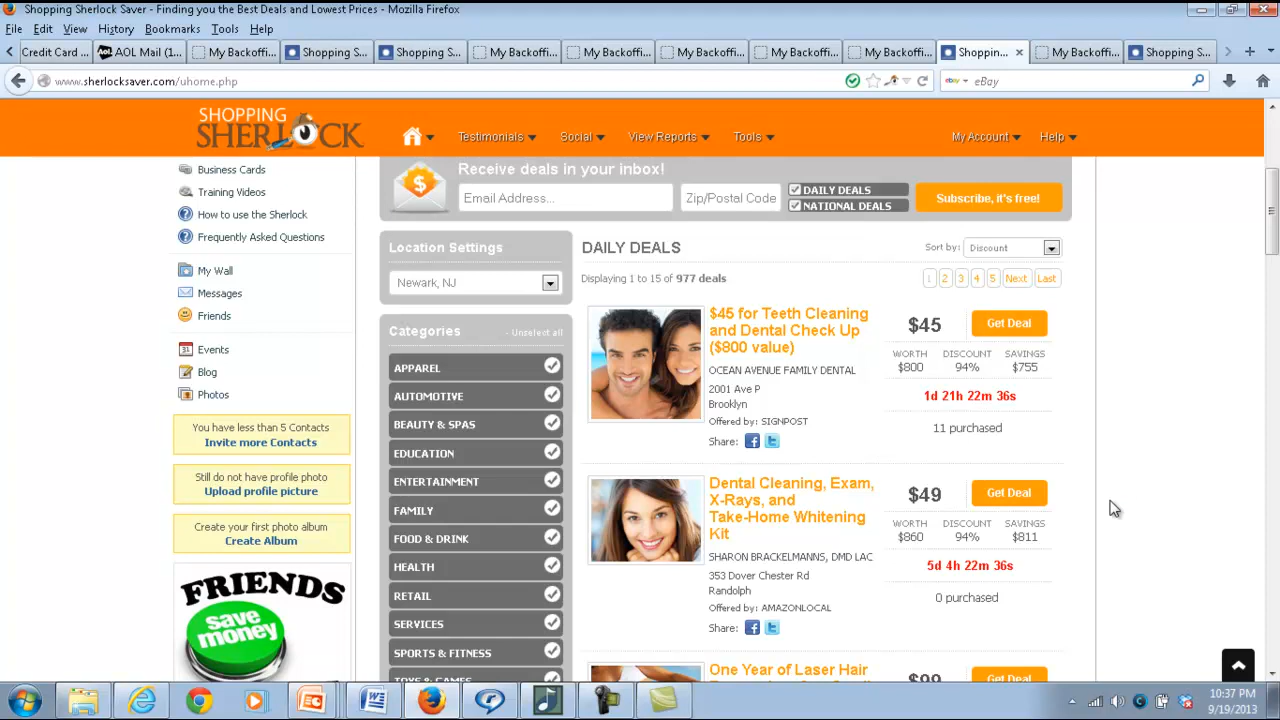 Shopping Sherlock Saver - Finding you the Best Deals and Lowest Prices - Mozilla Firefox
File Edit View History Bookmarks Tools Help
Credit Card ... AOL Mail (1... My Backoffi... Shopping S... Shopping S... My Backoffi... My Backoffi... My Backoffi... My Backoffi... My Backoffi... Shoppin... My Backoffi... Shopping S...
www.sherlocksaver.com/uhome.php
eBay
SHOPPING
SHERLOCK
Testimonials Social View Reports Tools My Account Help
Business Cards
Training Videos
How to use the Sherlock
Frequently Asked Questions
My Wall
Messages
Friends
Events
Blog
Photos
You have less than 5 Contacts
Invite more Contacts
Still do not have profile photo
Upload profile picture
Create your first photo album
Create Album
FRIENDS
save
money
Receive deals in your inbox!
Email Address...
Zip/Postal Code
DAILY DEALS
NATIONAL DEALS
Subscribe, it's free!
Location Settings
Newark, NJ
Categories
- Unselect all
APPAREL
AUTOMOTIVE
BEAUTY & SPAS
EDUCATION
ENTERTAINMENT
FAMILY
FOOD & DRINK
HEALTH
RETAIL
SERVICES
SPORTS & FITNESS
TOYS & GAMES
DAILY DEALS
Sort by: Discount
Displaying 1 to 15 of 977 deals
1 2 3 4 5 Next Last
$45 for Teeth Cleaning
and Dental Check Up
($800 value)
OCEAN AVENUE FAMILY DENTAL
2001 Ave P
Brooklyn
Offered by: SIGNPOST
Share:
$45
Get Deal
WORTH DISCOUNT SAVINGS
$800 94% $755
1d 21h 22m 36s
11 purchased
Dental Cleaning, Exam,
X-Rays, and
Take-Home Whitening
Kit
SHARON BRACKELMANNS, DMD LAC
353 Dover Chester Rd
Randolph
Offered by: AMAZONLOCAL
Share:
$49
Get Deal
WORTH DISCOUNT SAVINGS
$860 94% $811
5d 4h 22m 36s
0 purchased
One Year of Laser Hair
$99
Get Deal
10:37 PM
9/19/2013